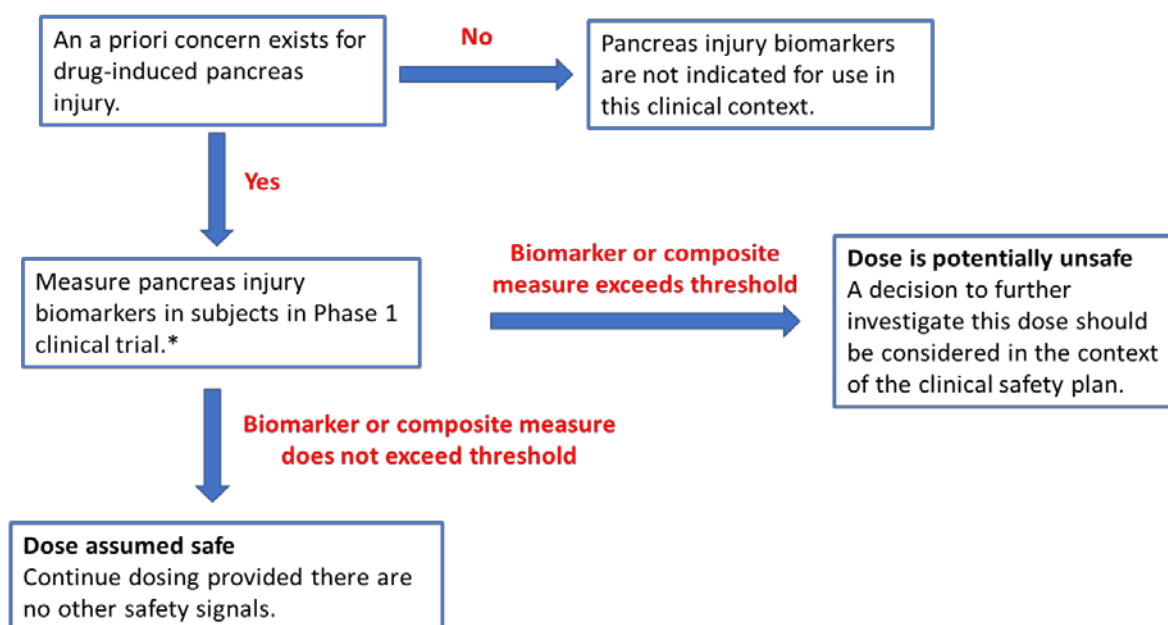 An a priori concern exists for
drug-induced pancreas
injury.
No
Pancreas injury biomarkers
are not indicated for use in
this clinical context.
Yes
Measure pancreas injury
biomarkers in subjects in Phase 1
clinical trial.*
Biomarker or composite
measure exceeds threshold
Dose is potentially unsafe
A decision to further
investigate this dose should
be considered in the context
of the clinical safety plan.
Biomarker or composite measure
does not exceed threshold
Dose assumed safe
Continue dosing provided there are
no other safety signals.